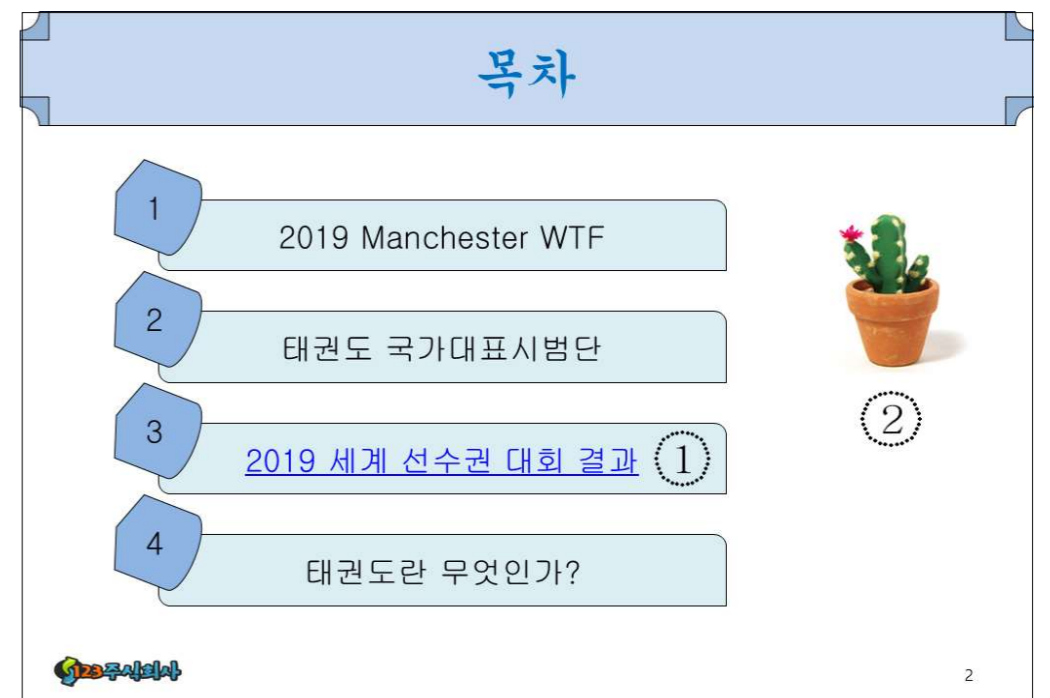 목차
1
2019 Manchester WTF
2
태권도 국가대표시범단
3
2019 세계 선수권 대회 결과 ①
4
태권도란 무엇인가?
②
123주식회사
2